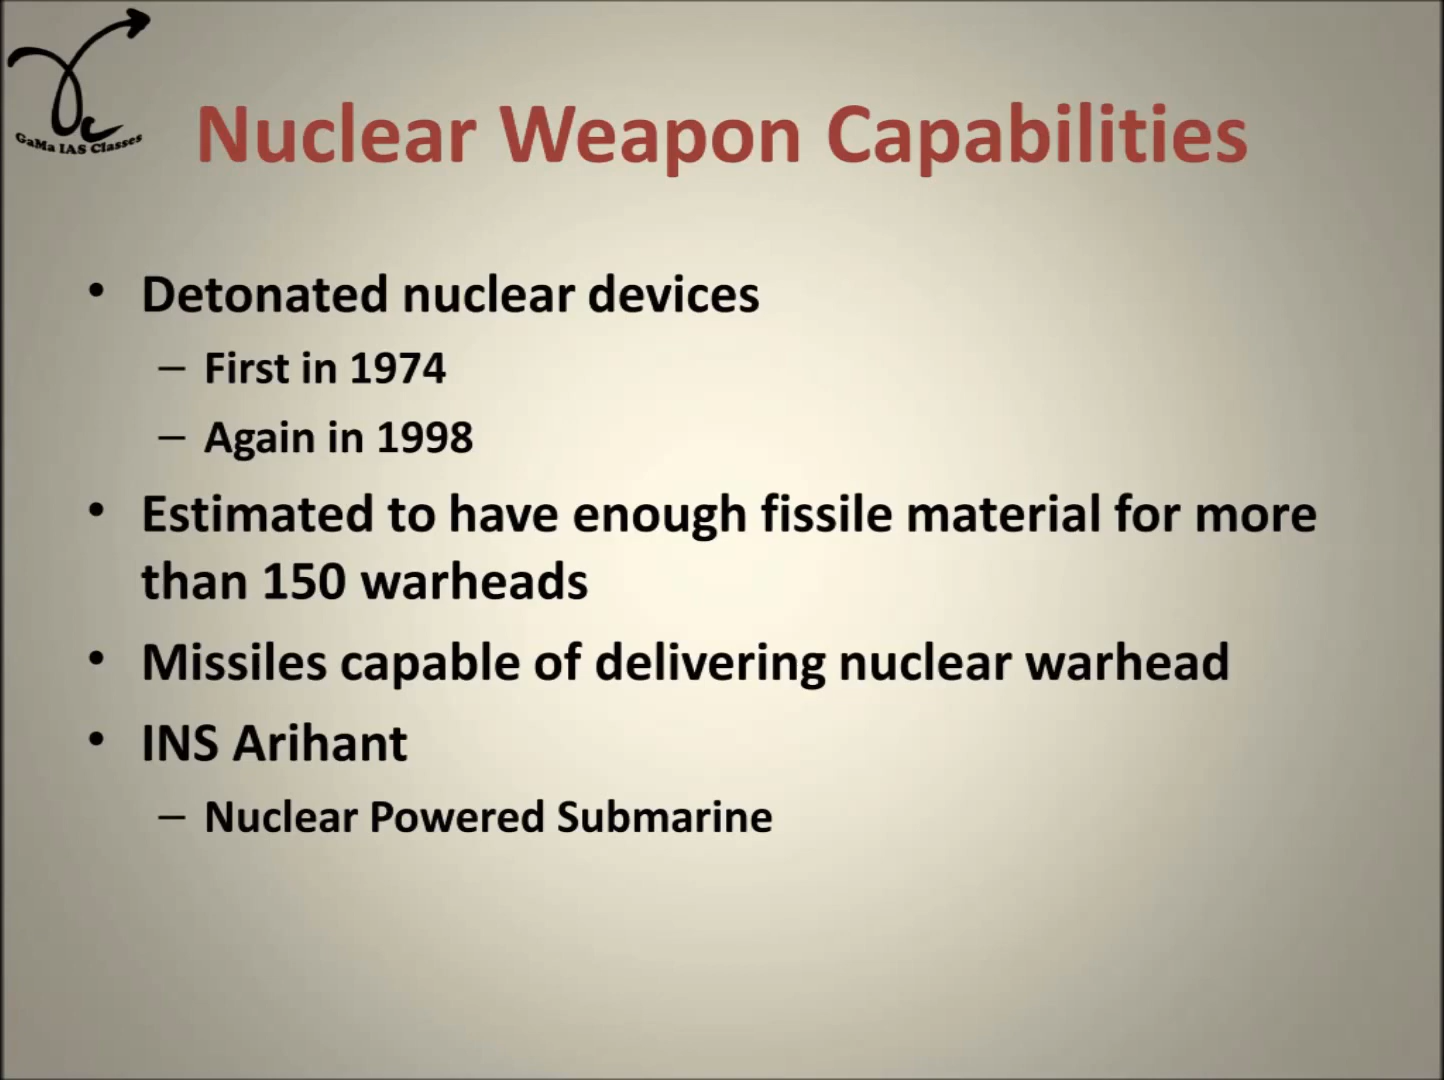 GaMa IAS Classes
Nuclear Weapon Capabilities
• Detonated nuclear devices
– First in 1974
– Again in 1998
• Estimated to have enough fissile material for more
than 150 warheads
• Missiles capable of delivering nuclear warhead
• INS Arihant
– Nuclear Powered Submarine